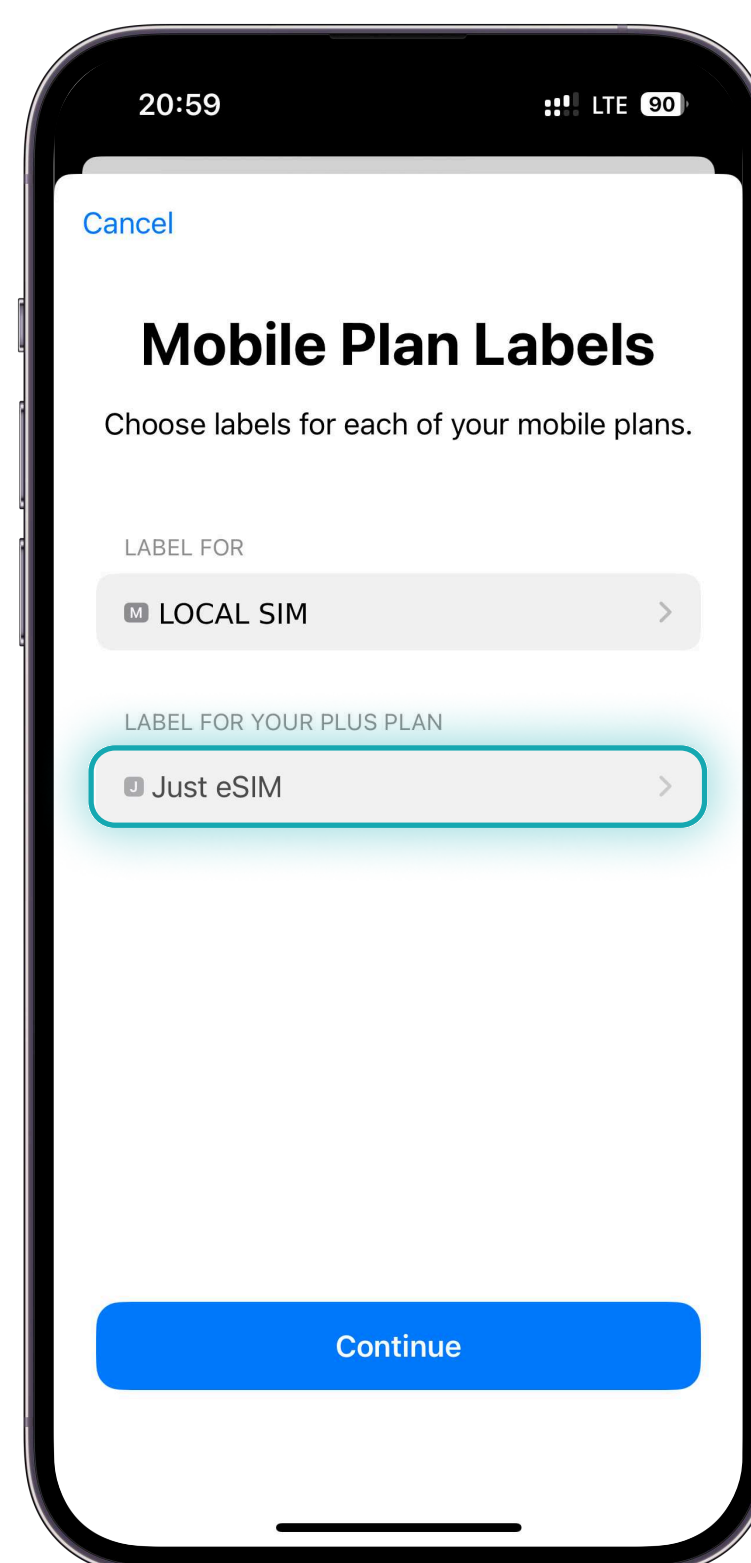 20:59 LTE 90
Cancel
Mobile Plan Labels
Choose labels for each of your mobile plans.
LABEL FOR
M LOCAL SIM
LABEL FOR YOUR PLUS PLAN
J Just eSIM
Continue